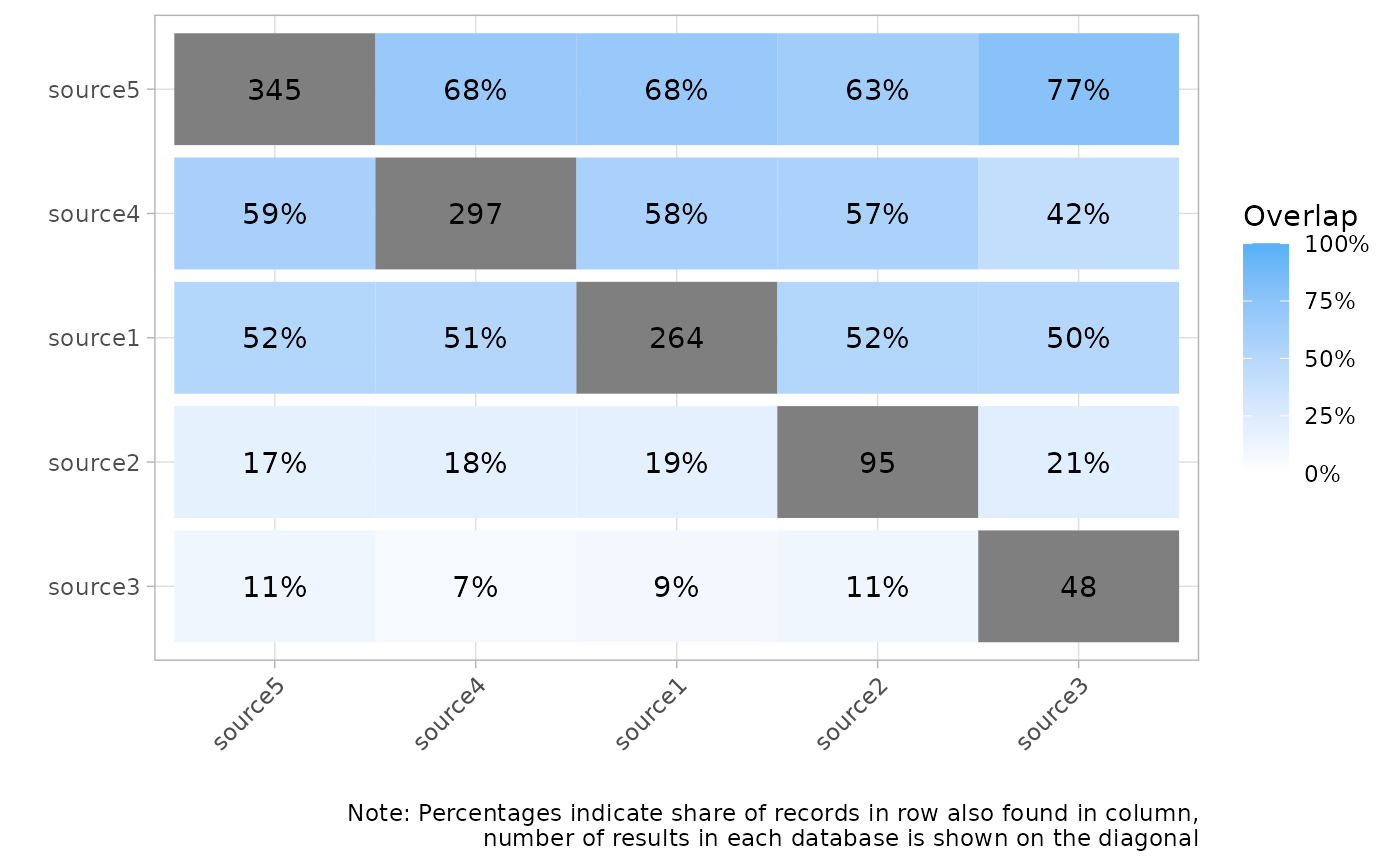 source5 345 68% 68% 63% 77%
source4 59% 297 58% 57% 42%
source1 52% 51% 264 52% 50%
source2 17% 18% 19% 95 21%
source3 11% 7% 9% 11% 48
source5 source4 source1 source2 source3
Overlap
100%
75%
50%
25%
0%
Note: Percentages indicate share of records in row also found in column,
number of results in each database is shown on the diagonal